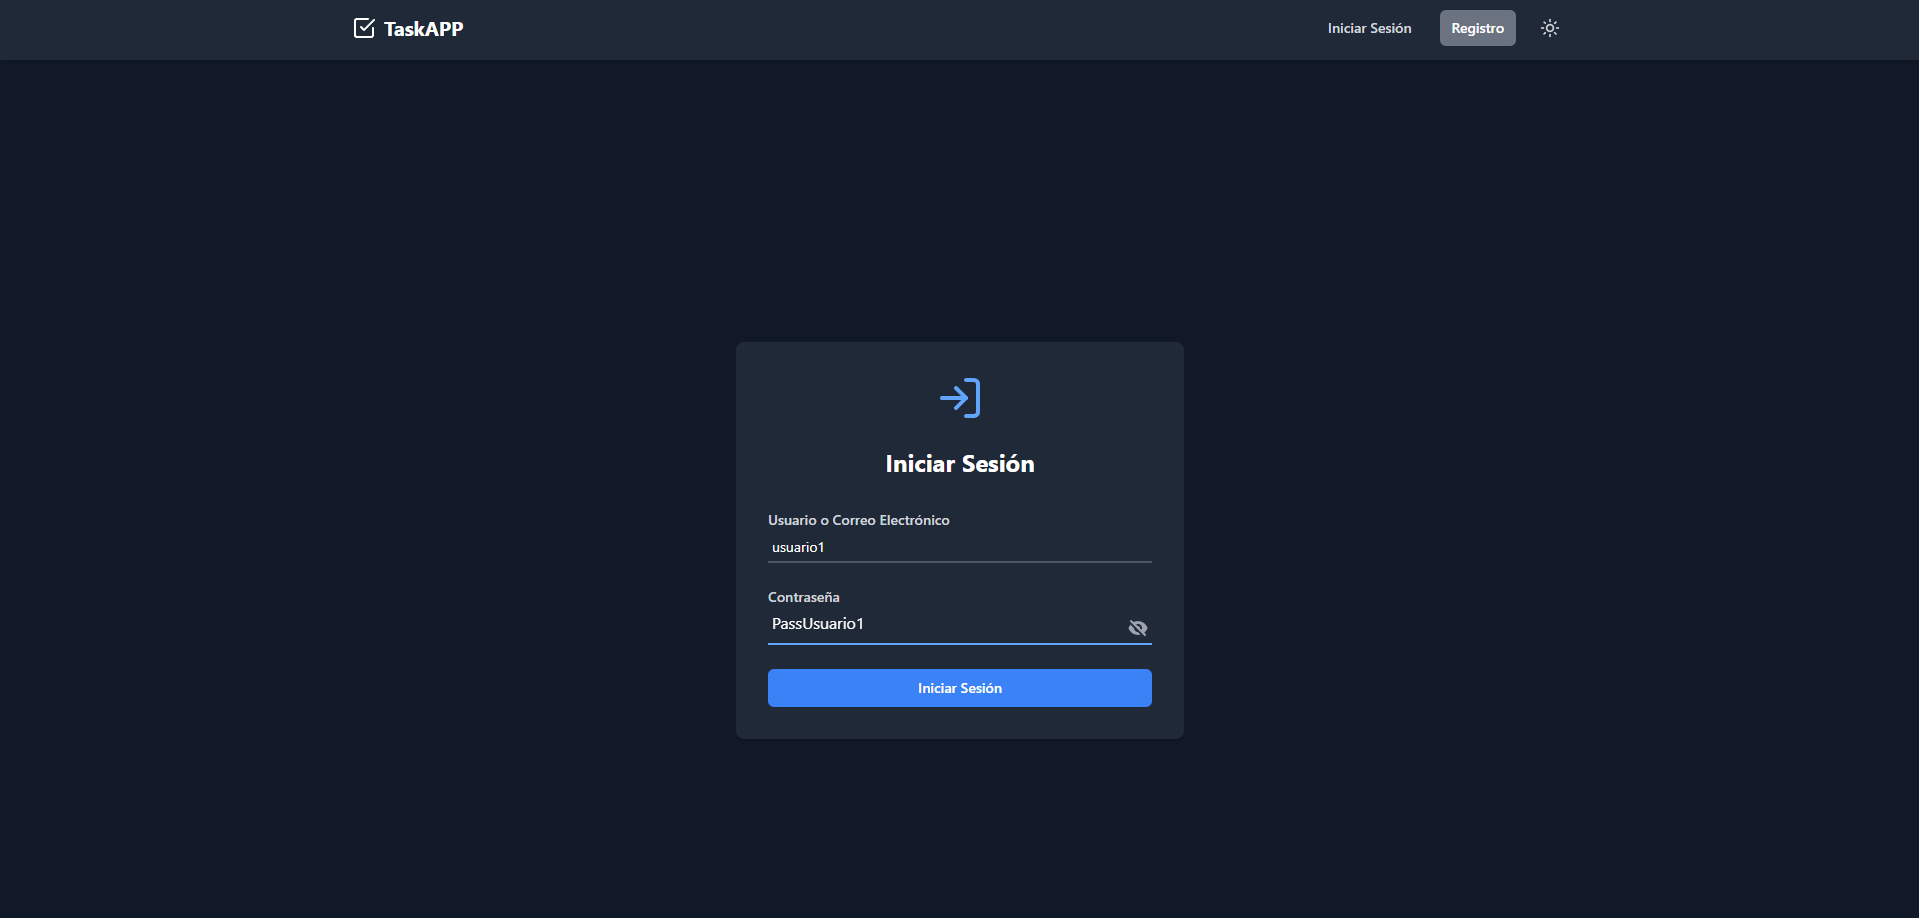 TaskAPP
Iniciar Sesión
Registro
Iniciar Sesión
Usuario o Correo Electrónico
usuario1
Contraseña
PassUsuario1
Iniciar Sesión